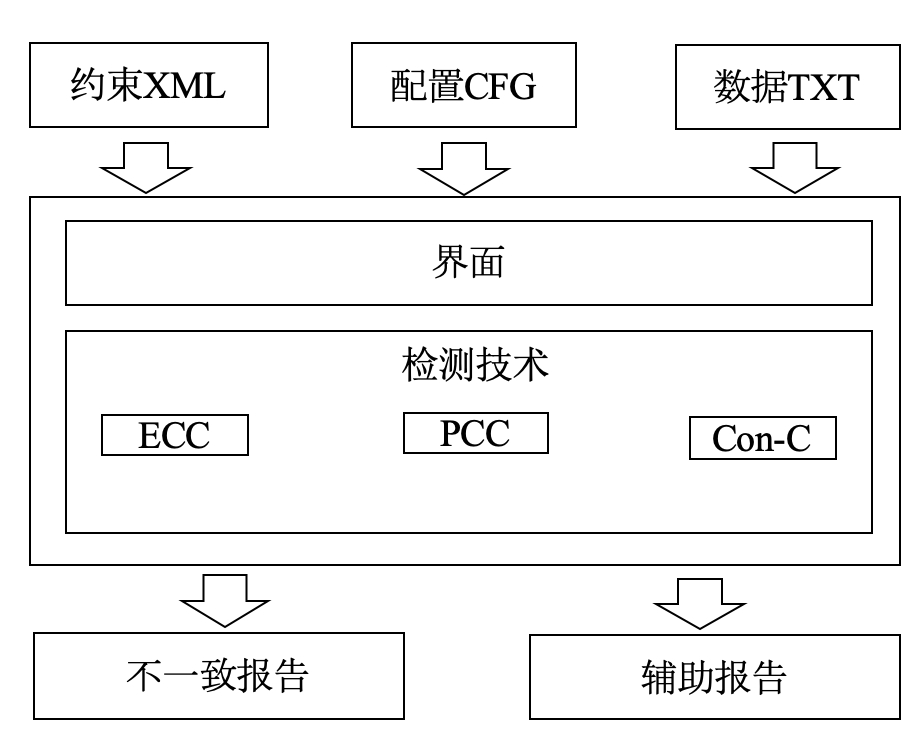 约束XML
配置CFG
数据TXT
界面
检测技术
ECC
PCC
Con-C
不一致报告
辅助报告